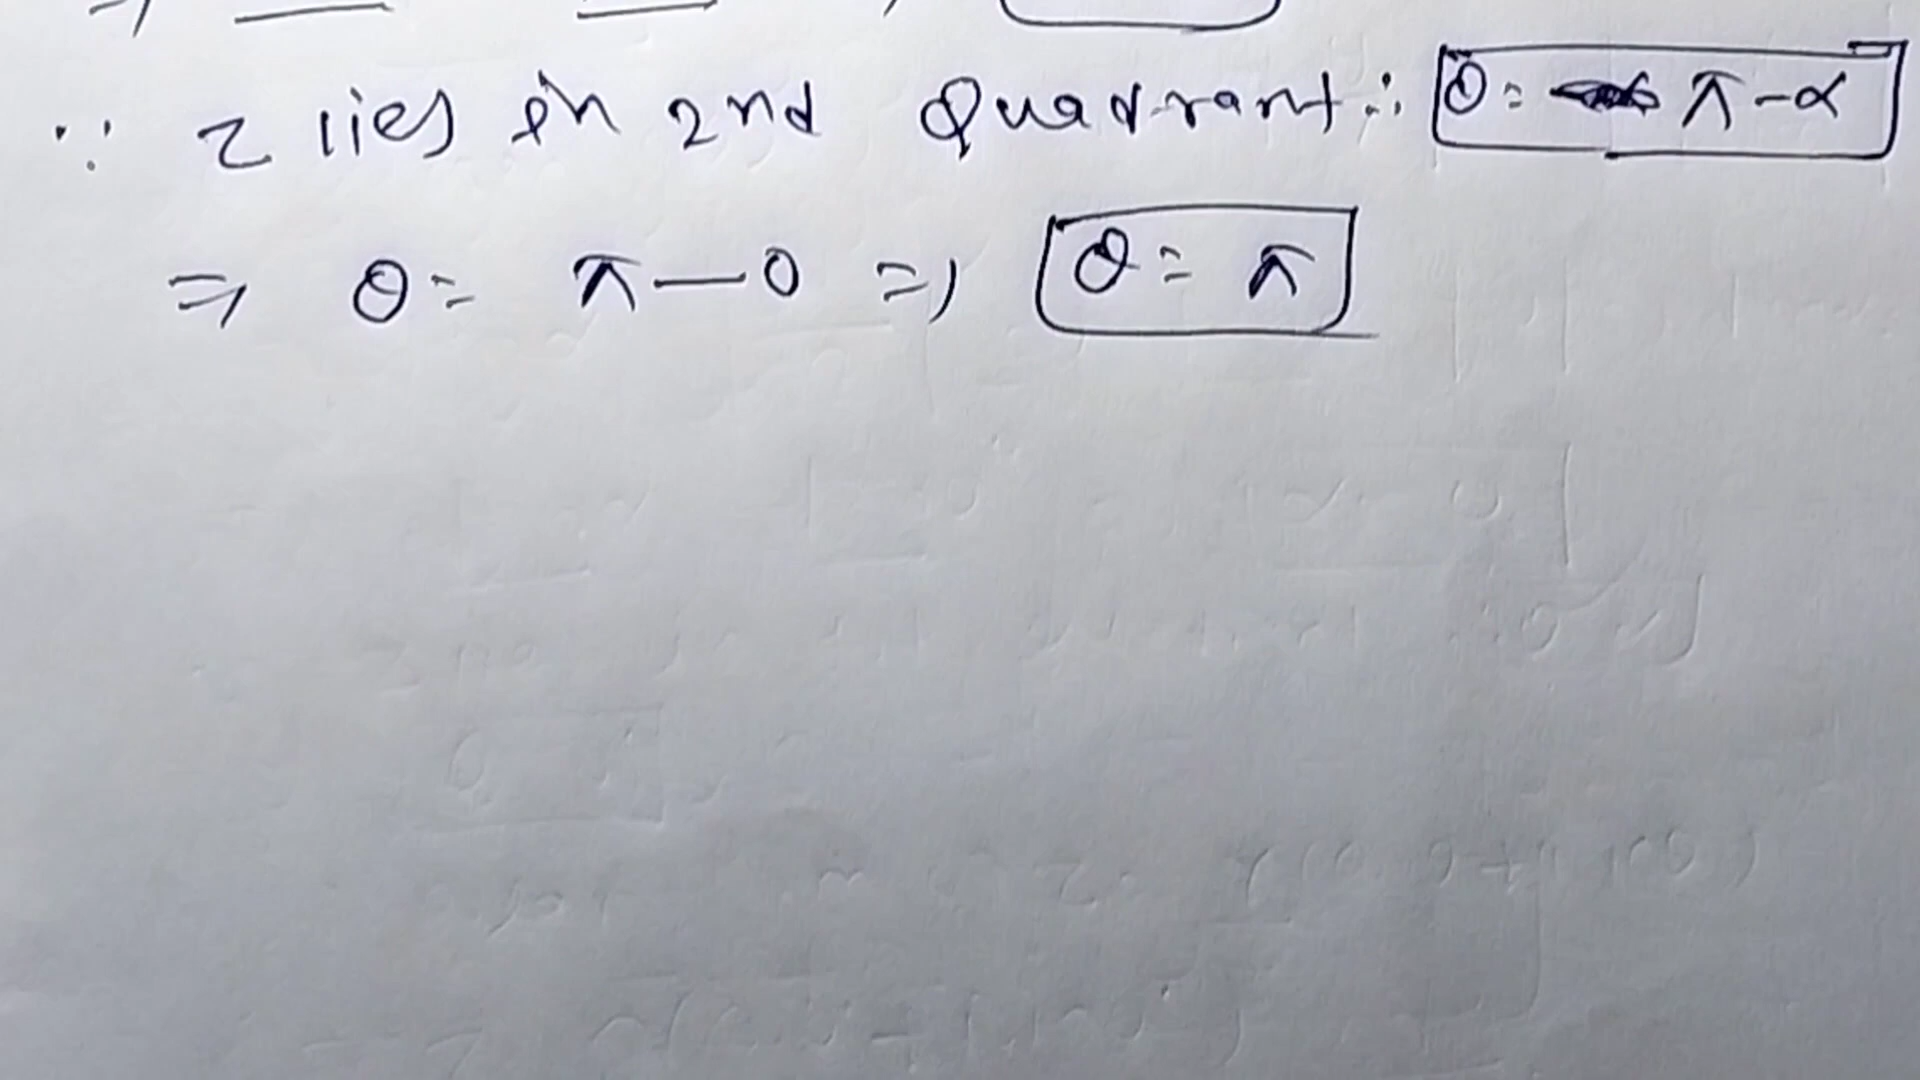 ∵ z lies in 2nd Quadrant ∴ θ = π - α
⇒ θ = π - 0 ⇒ θ = π